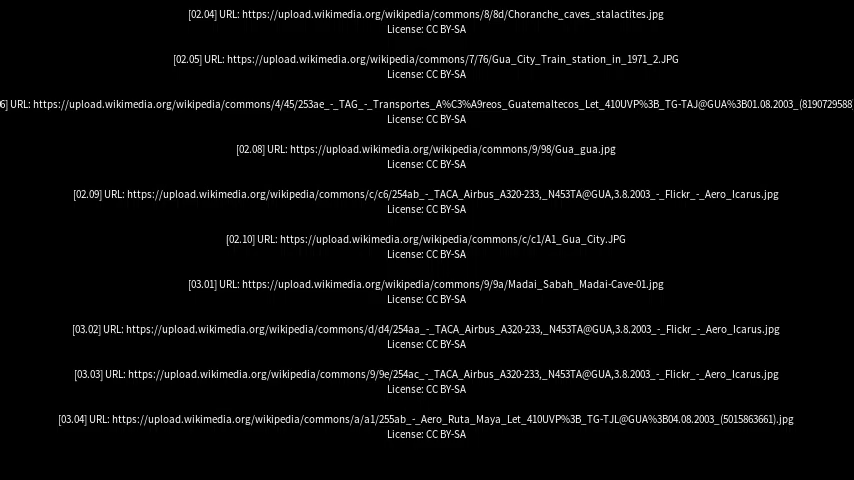 [02.04] URL: https://upload.wikimedia.org/wikipedia/commons/8/8d/Choranche_caves_stalactites.jpg
License: CC BY-SA
[02.05] URL: https://upload.wikimedia.org/wikipedia/commons/7/76/Gua_City_Train_station_in_1971_2.JPG
License: CC BY-SA
6] URL: https://upload.wikimedia.org/wikipedia/commons/4/45/253ae_-_TAG_-_Transportes_A%C3%A9reos_Guatemaltecos_Let_410UVP%3B_TG-TAJ@GUA%3B01.08.2003_(8190729588
License: CC BY-SA
[02.08] URL: https://upload.wikimedia.org/wikipedia/commons/9/98/Gua_gua.jpg
License: CC BY-SA
[02.09] URL: https://upload.wikimedia.org/wikipedia/commons/c/c6/254ab_-_TACA_Airbus_A320-233,_N453TA@GUA,3.8.2003_-_Flickr_-_Aero_Icarus.jpg
License: CC BY-SA
[02.10] URL: https://upload.wikimedia.org/wikipedia/commons/c/c1/A1_Gua_City.JPG
License: CC BY-SA
[03.01] URL: https://upload.wikimedia.org/wikipedia/commons/9/9a/Madai_Sabah_Madai-Cave-01.jpg
License: CC BY-SA
[03.02] URL: https://upload.wikimedia.org/wikipedia/commons/d/d4/254aa_-_TACA_Airbus_A320-233,_N453TA@GUA,3.8.2003_-_Flickr_-_Aero_Icarus.jpg
License: CC BY-SA
[03.03] URL: https://upload.wikimedia.org/wikipedia/commons/9/9e/254ac_-_TACA_Airbus_A320-233,_N453TA@GUA,3.8.2003_-_Flickr_-_Aero_Icarus.jpg
License: CC BY-SA
[03.04] URL: https://upload.wikimedia.org/wikipedia/commons/a/a1/255ab_-_Aero_Ruta_Maya_Let_410UVP%3B_TG-TJL@GUA%3B04.08.2003_(5015863661).jpg
License: CC BY-SA